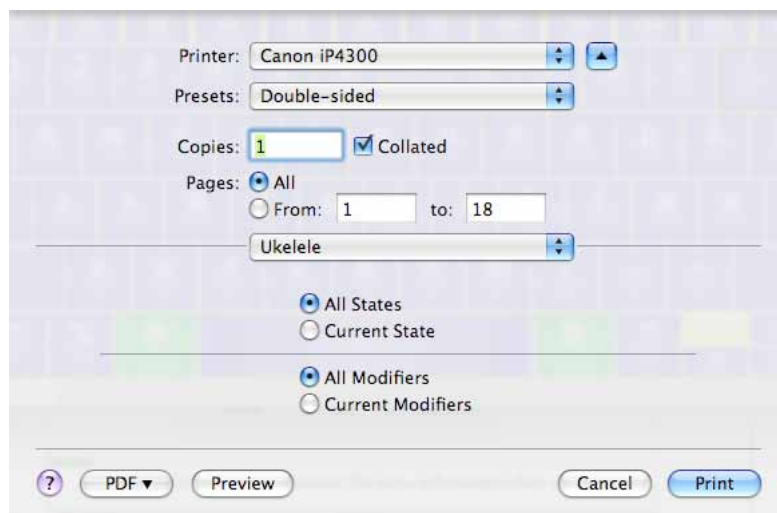 Printer: Canon iP4300
Presets: Double-sided
Copies: 1 Collated
Pages: All
From: 1 to: 18
Ukelele
All States
Current State
All Modifiers
Current Modifiers
? PDF▼ Preview Cancel Print